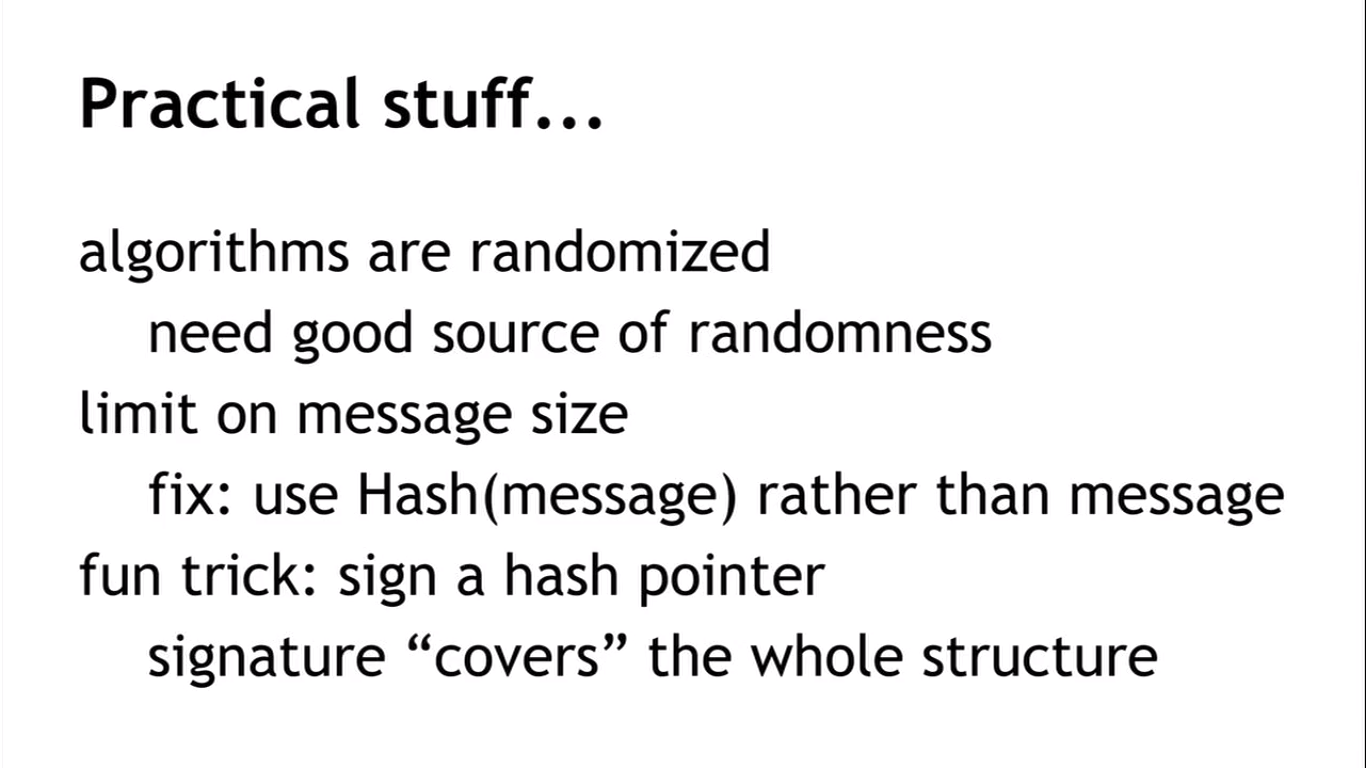 Practical stuff...
algorithms are randomized
need good source of randomness
limit on message size
fix: use Hash(message) rather than message
fun trick: sign a hash pointer
signature “covers” the whole structure